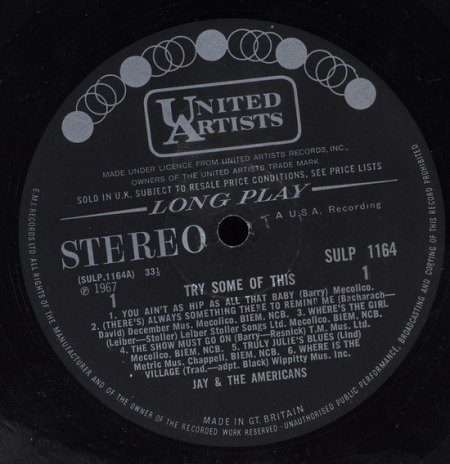 UNITED
ARTISTS
MADE UNDER LICENCE FROM UNITED ARTISTS RECORDS, INC.,
OWNERS OF THE UNITED ARTISTS TRADE MARK
SOLD IN U.K. SUBJECT TO RESALE PRICE CONDITIONS, SEE PRICE LISTS
LONG PLAY
A U.S.A. Recording
STEREO
SULP 1164
(SULP.1164A) 33⅓
℗ 1967
TRY SOME OF THIS
1
1
1. YOU AIN'T AS HIP AS ALL THAT BABY (Barry) Mecolico.
2. (THERE'S) ALWAYS SOMETHING THERE TO REMIND ME (Bacharach—
David) December Mus. Mecolico. BIEM. NCB. 3. WHERE'S THE GIRL
(Leiber—Stoller) Leiber Stoller Songs Ltd. Mecolico. BIEM. NCB.
4. THE SHOW MUST GO ON (Barry—Resnick) T.M. Mus. Ltd.
Mecolico. BIEM. NCB. 5. TRULY JULIE'S BLUES (Lind)
Metric Mus. Chappell. BIEM. NCB. 6. WHERE IS THE
VILLAGE (Trad.—adpt. Black) Wippitty Mus. Inc.
JAY & THE AMERICANS
MADE IN GT. BRITAIN
E.M.I. RECORDS LTD ALL RIGHTS OF THE MANUFACTURER AND OF THE OWNER OF THE RECORDED WORK RESERVED · UNAUTHORISED PUBLIC PERFORMANCE, BROADCASTING AND COPYING OF THIS RECORD PROHIBITED